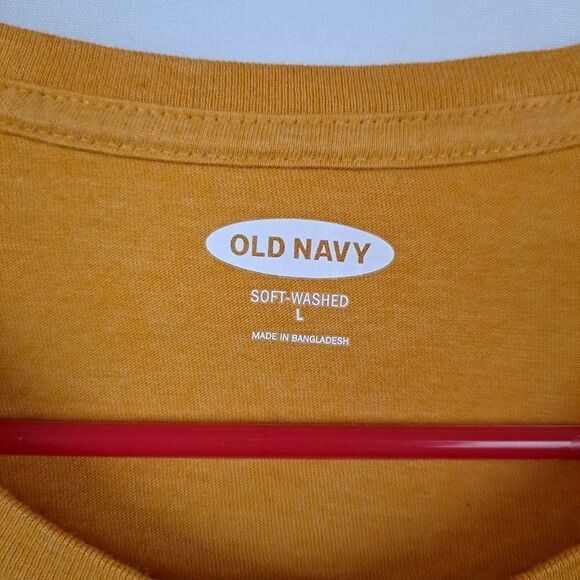 OLD NAVY
SOFT-WASHED
L
MADE IN BANGLADESH